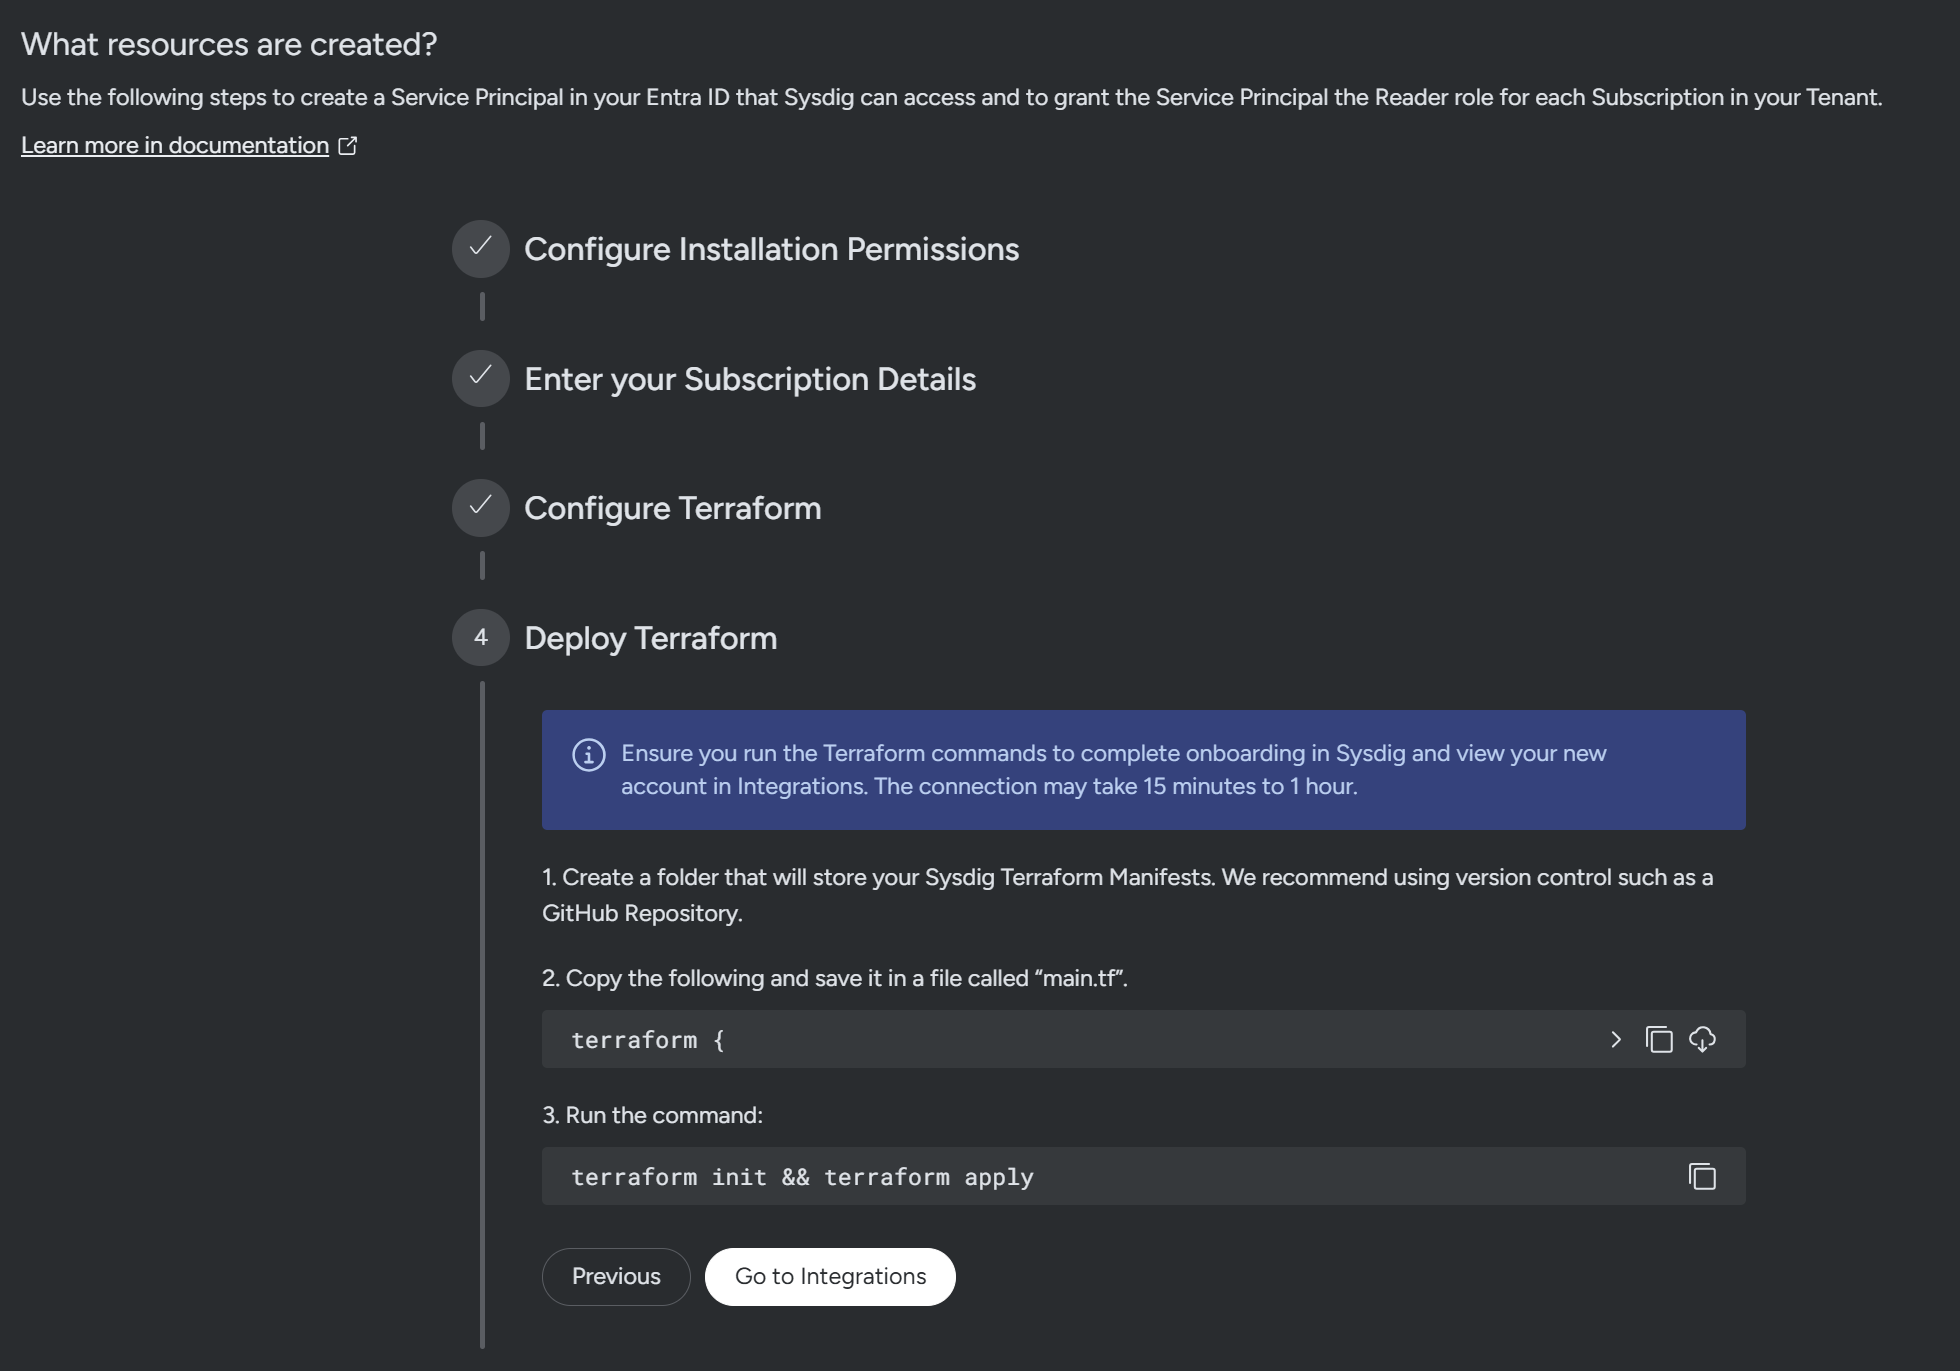 What resources are created?
Use the following steps to create a Service Principal in your Entra ID that Sysdig can access and to grant the Service Principal the Reader role for each Subscription in your Tenant.
Learn more in documentation
Configure Installation Permissions
Enter your Subscription Details
Configure Terraform
4 Deploy Terraform
Ensure you run the Terraform commands to complete onboarding in Sysdig and view your new
account in Integrations. The connection may take 15 minutes to 1 hour.
1. Create a folder that will store your Sysdig Terraform Manifests. We recommend using version control such as a
GitHub Repository.
2. Copy the following and save it in a file called “main.tf”.
terraform {
3. Run the command:
terraform init && terraform apply
Previous Go to Integrations